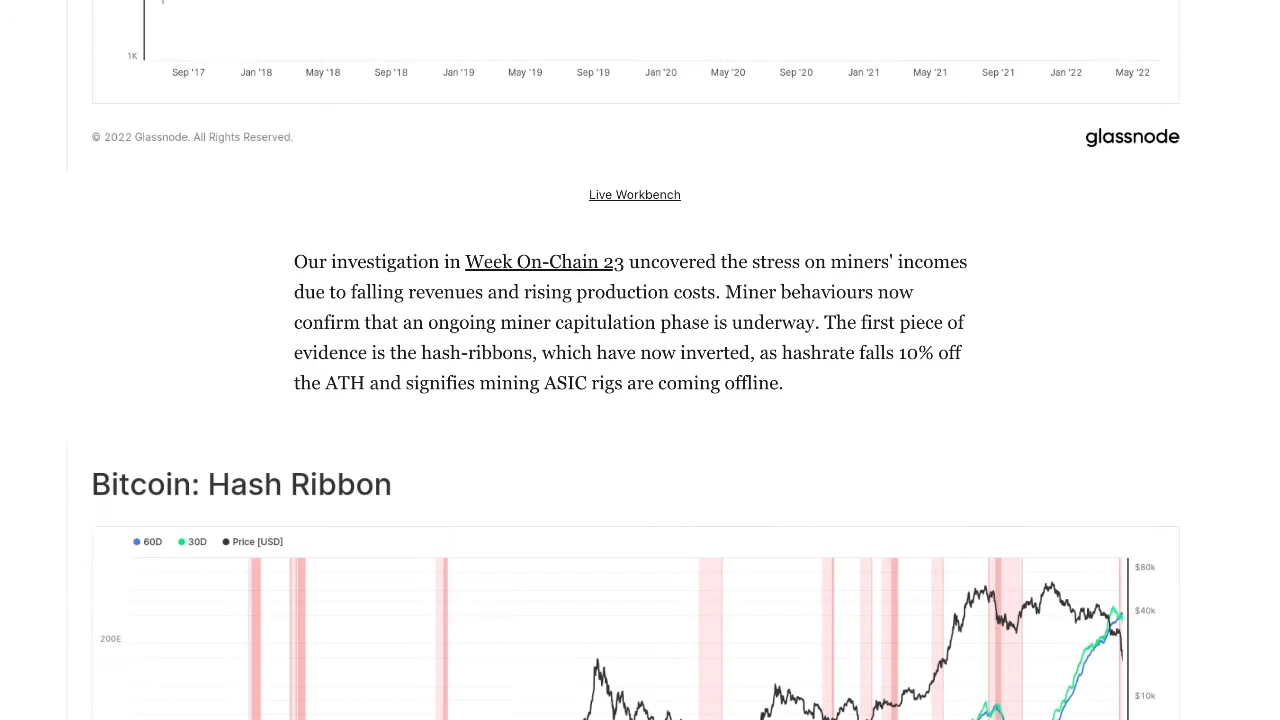 1K
Sep '17 Jan '18 May '18 Sep '18 Jan '19 May '19 Sep '19 Jan '20 May '20 Sep '20 Jan '21 May '21 Sep '21 Jan '22 May '22
© 2022 Glassnode. All Rights Reserved.
glassnode
Live Workbench
Our investigation in Week On-Chain 23 uncovered the stress on miners' incomes
due to falling revenues and rising production costs. Miner behaviours now
confirm that an ongoing miner capitulation phase is underway. The first piece of
evidence is the hash-ribbons, which have now inverted, as hashrate falls 10% off
the ATH and signifies mining ASIC rigs are coming offline.
Bitcoin: Hash Ribbon
60D 30D Price [USD]
$80k
$40k
200E
$10k